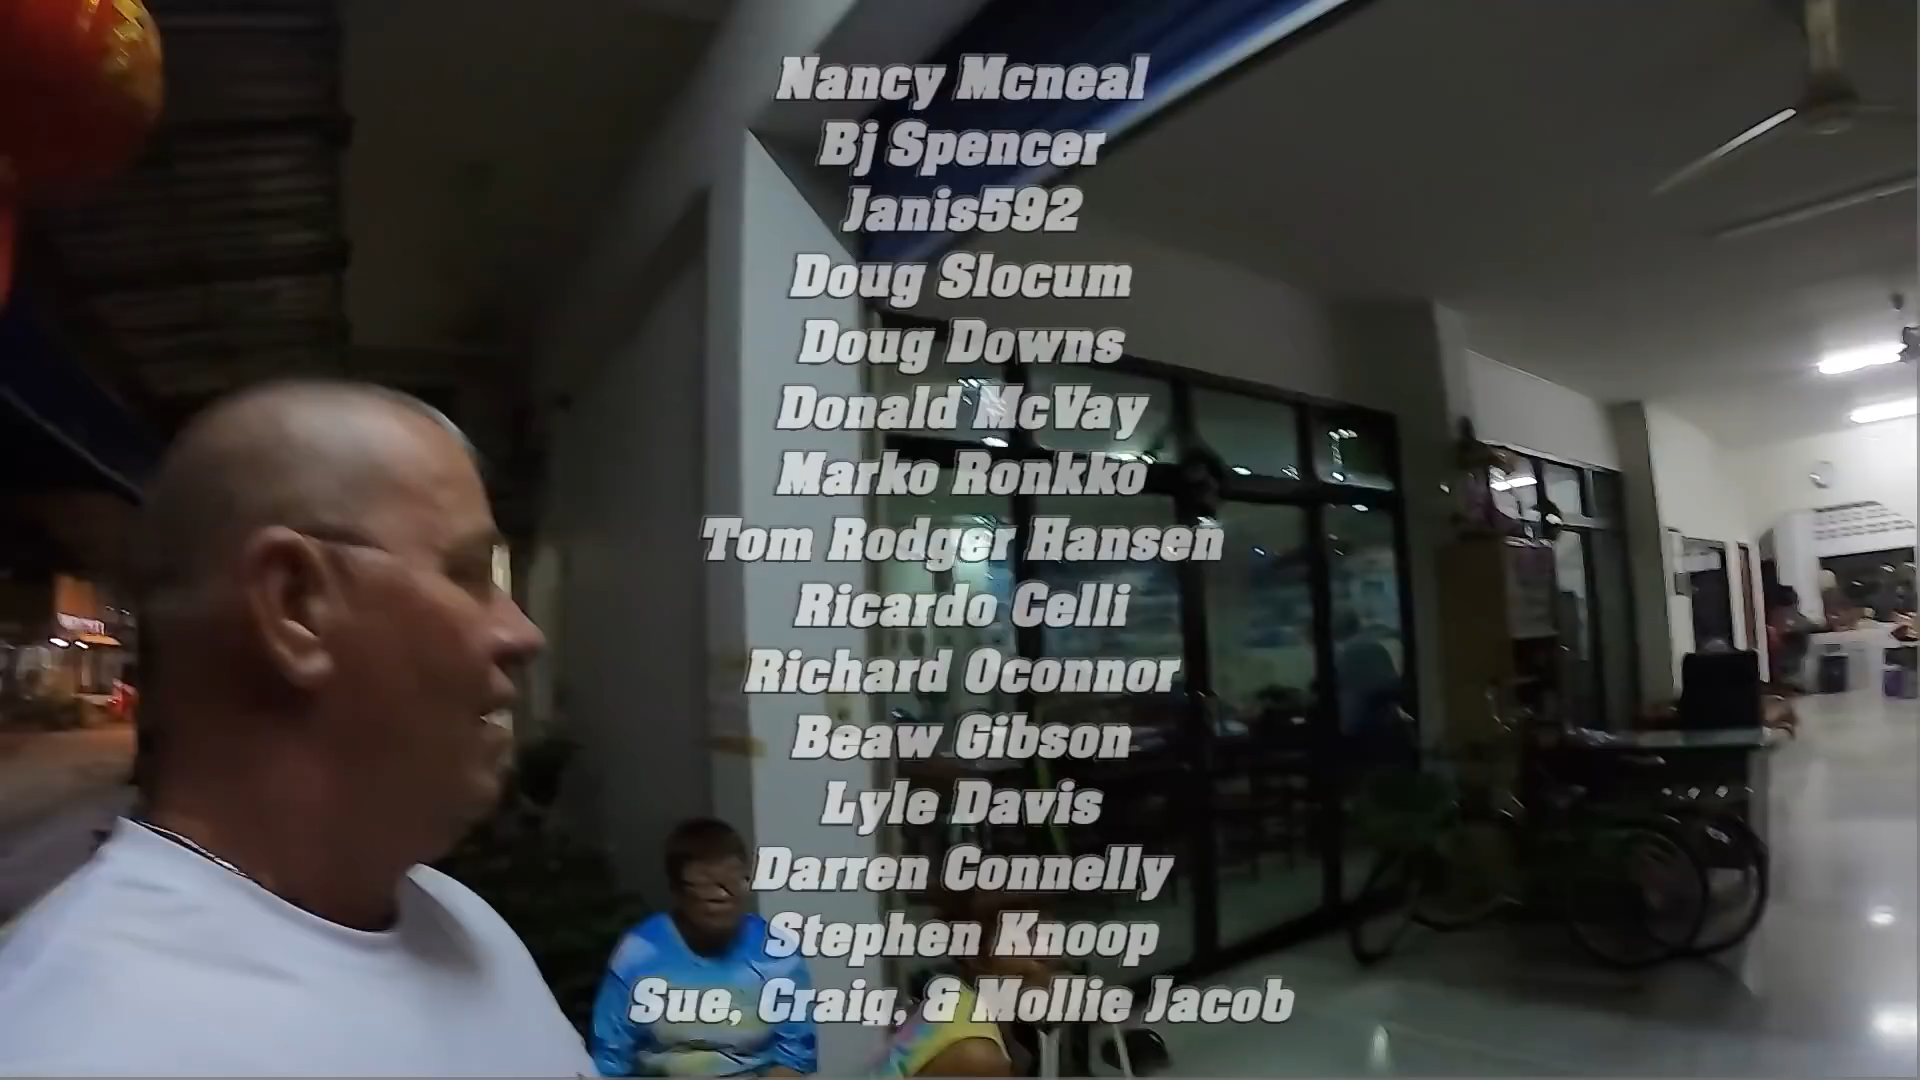 Nancy Mcneal
Bj Spencer
Janis592
Doug Slocum
Doug Downs
Donald McVay
Marko Ronkko
Tom Rodger Hansen
Ricardo Celli
Richard Oconnor
Beaw Gibson
Lyle Davis
Darren Connelly
Stephen Knoop
Sue, Craig, & Mollie Jacob